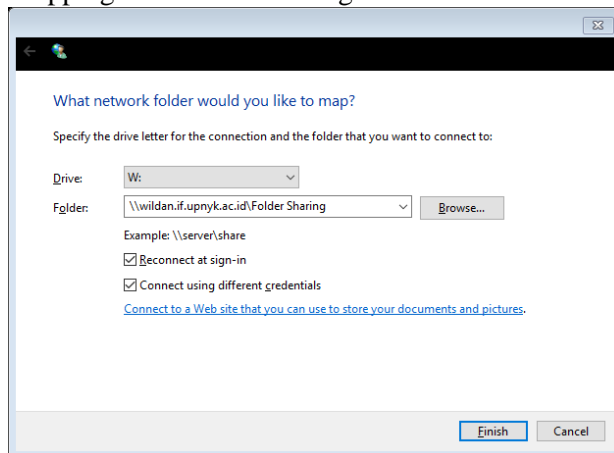 What network folder would you like to map?
Specify the drive letter for the connection and the folder that you want to connect to:
Drive: W:
Folder: \\wildan.if.upnyk.ac.id\Folder Sharing Browse...
Example: \\server\share
Reconnect at sign-in
Connect using different credentials
Connect to a Web site that you can use to store your documents and pictures.
Finish Cancel